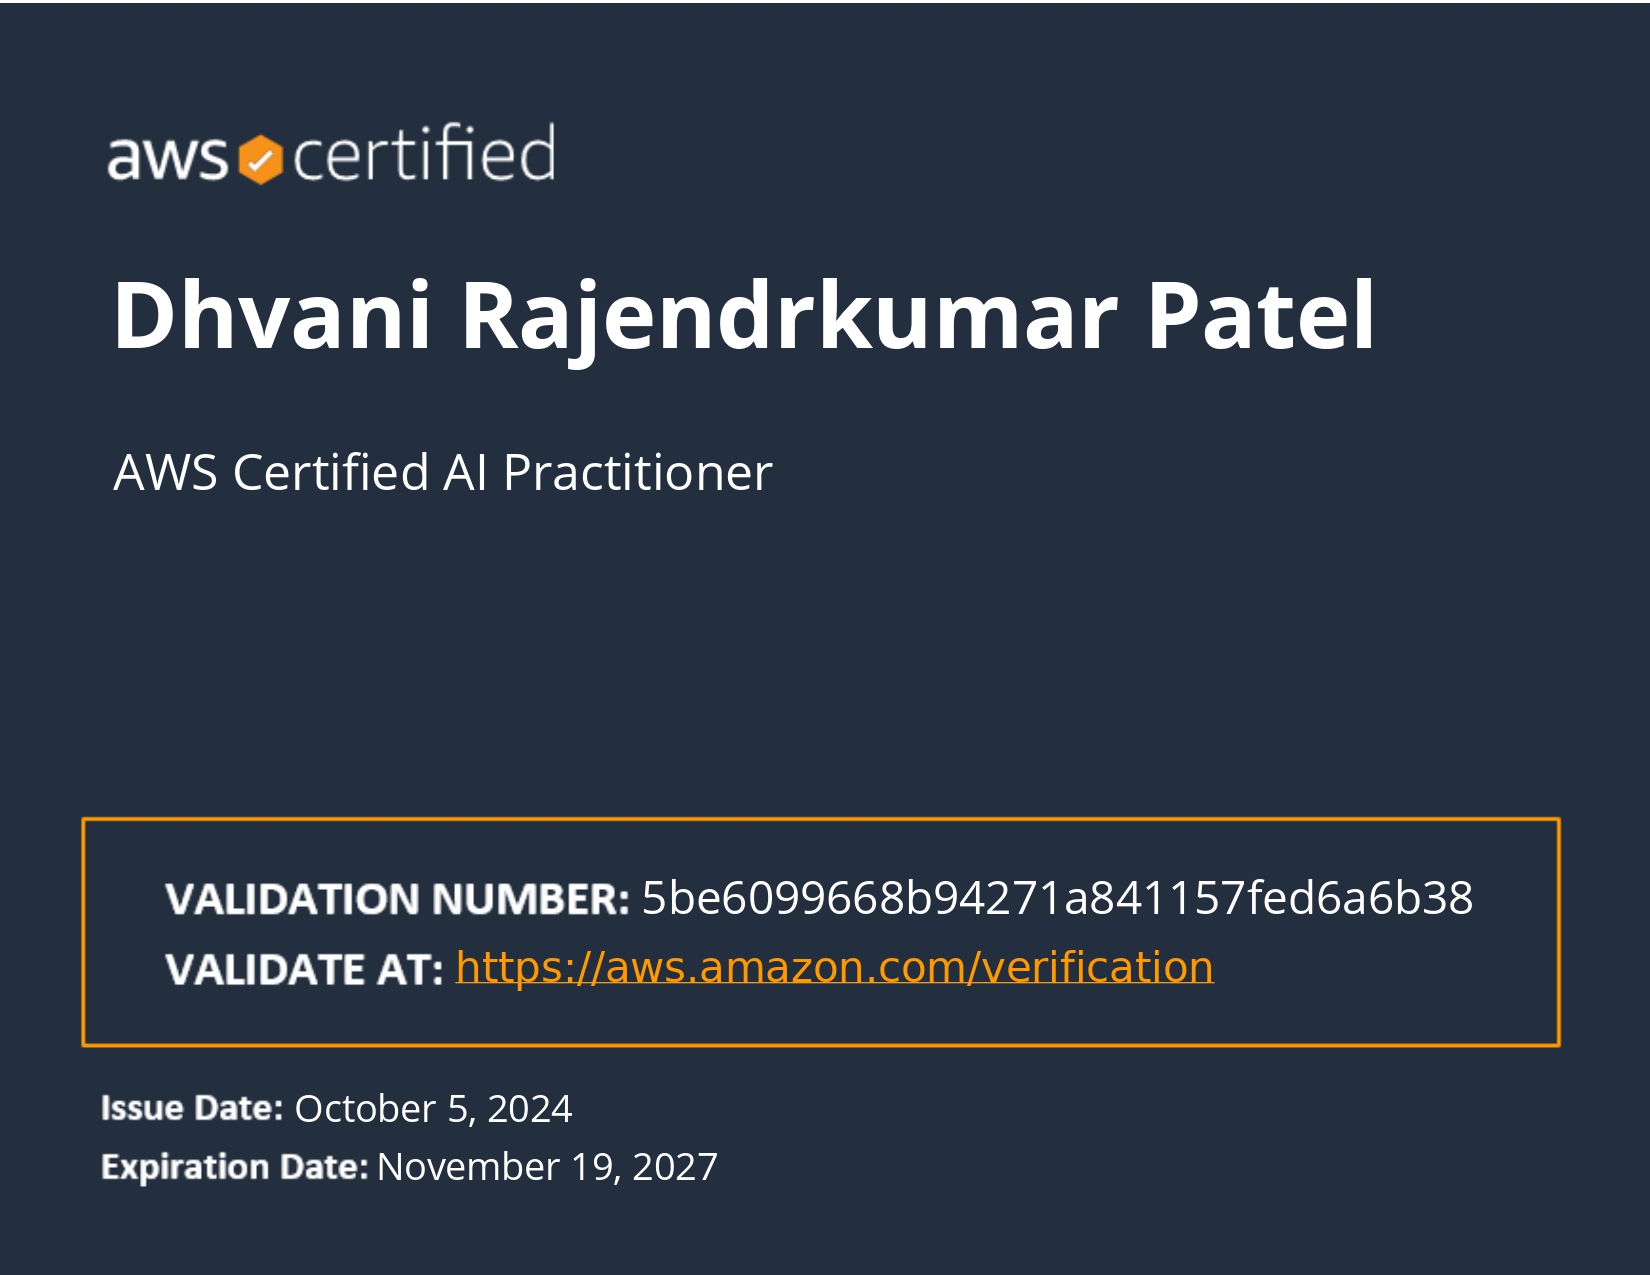 aws certified
Dhvani Rajendrkumar Patel
AWS Certified AI Practitioner
VALIDATION NUMBER: 5be6099668b94271a841157fed6a6b38
VALIDATE AT: https://aws.amazon.com/verification
Issue Date: October 5, 2024
Expiration Date: November 19, 2027